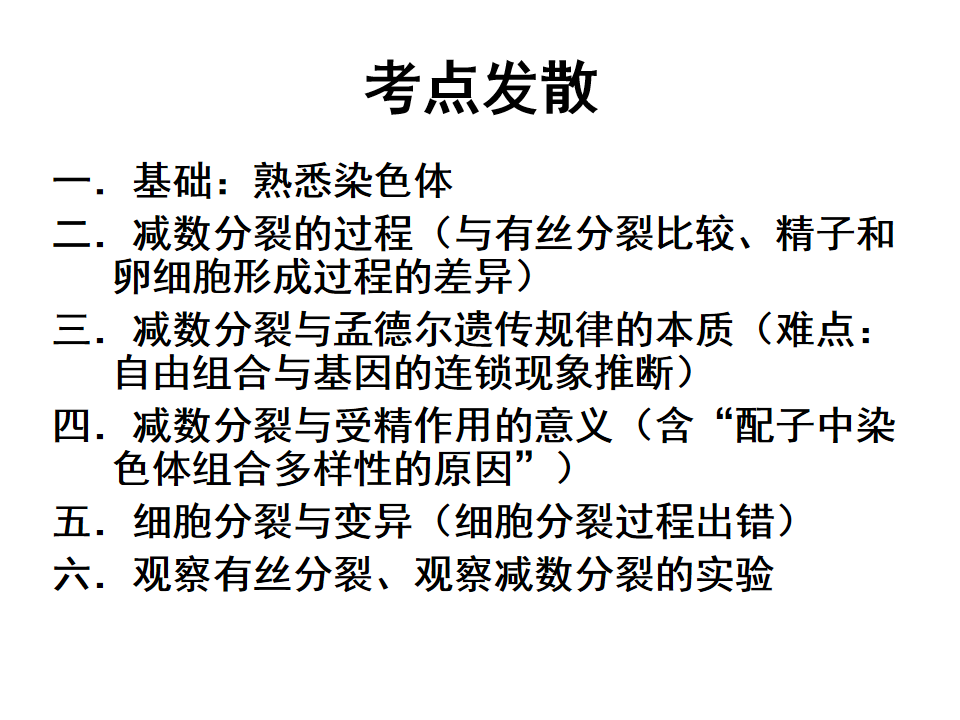 考点发散
一．基础：熟悉染色体
二．减数分裂的过程（与有丝分裂比较、精子和
卵细胞形成过程的差异）
三．减数分裂与孟德尔遗传规律的本质（难点：
自由组合与基因的连锁现象推断）
四．减数分裂与受精作用的意义（含“配子中染
色体组合多样性的原因”）
五．细胞分裂与变异（细胞分裂过程出错）
六．观察有丝分裂、观察减数分裂的实验